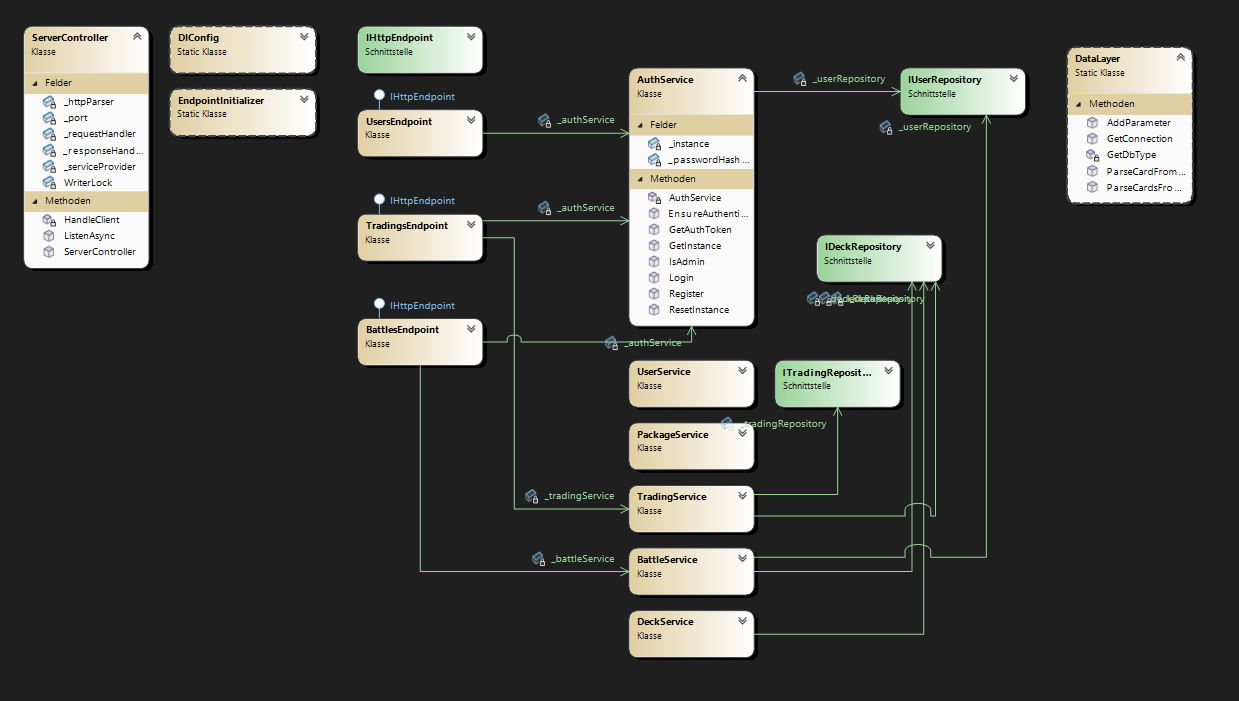 ServerController
Klasse
Felder
_httpParser
_port
_requestHandler
_responseHand...
_serviceProvider
WriterLock
Methoden
HandleClient
ListenAsync
ServerController
DIConfig
Static Klasse
EndpointInitializer
Static Klasse
IHttpEndpoint
Schnittstelle
IHttpEndpoint
UsersEndpoint
Klasse
_authService
IHttpEndpoint
TradingsEndpoint
Klasse
_authService
IHttpEndpoint
BattlesEndpoint
Klasse
_authService
_tradingService
_battleService
AuthService
Klasse
Felder
_instance
_passwordHash...
Methoden
AuthService
EnsureAuthenti...
GetAuthToken
GetInstance
IsAdmin
Login
Register
ResetInstance
UserService
Klasse
PackageService
Klasse
TradingService
Klasse
BattleService
Klasse
DeckService
Klasse
_userRepository
IUserRepository
Schnittstelle
_userRepository
IDeckRepository
Schnittstelle
ITradingReposit...
Schnittstelle
_tradingRepository
DataLayer
Static Klasse
Methoden
AddParameter
GetConnection
GetDbType
ParseCardFrom...
ParseCardsFro...